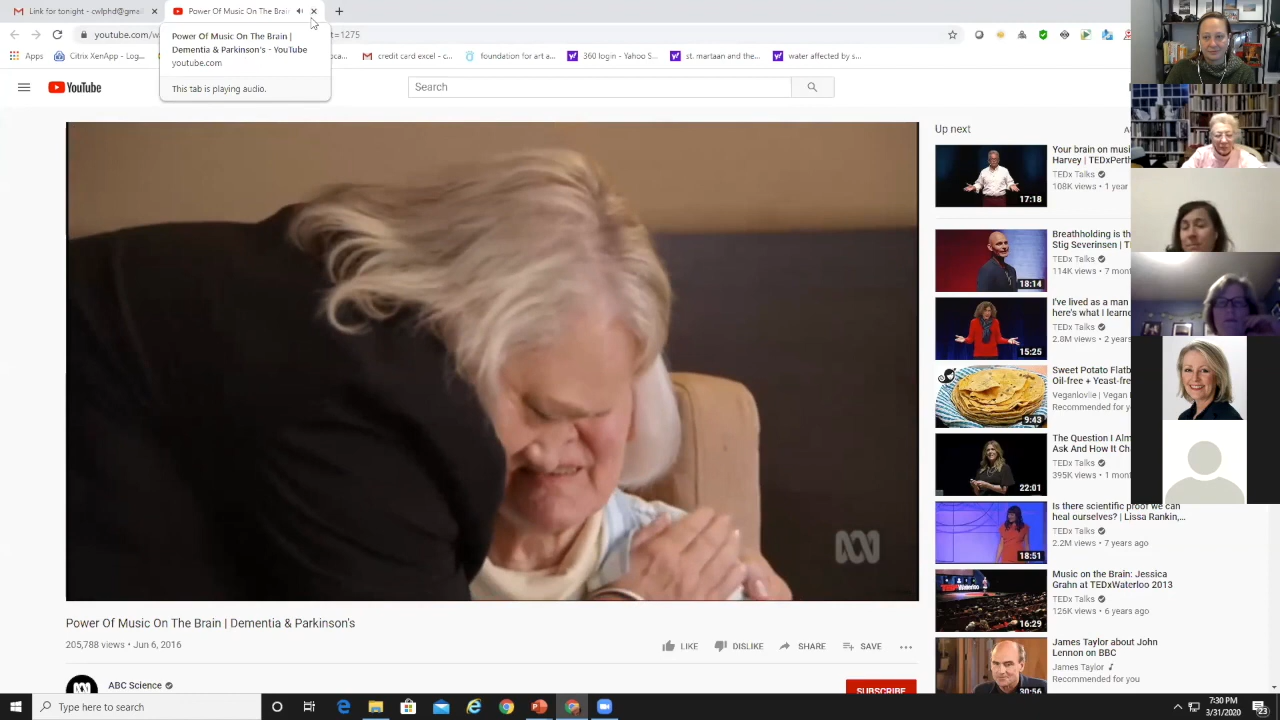 Link for tonight - cwlphd@gmai
Power Of Music On The Brain
youtube.com/w
t=1275
Power Of Music On The Brain |
Dementia & Parkinson's - YouTube
youtube.com
This tab is playing audio.
Apps
Citrix XenApp - Log...
ca...
credit card excel - c...
foundation for art a...
360 login - Yahoo S...
st. martaan and the...
water affected by s...
YouTube
Search
Up next
Your brain on musi
Harvey | TEDxPerth
TEDx Talks
108K views • 1 year
17:18
Breathholding is th
Stig Severinsen | T
TEDx Talks
114K views • 7 mont
18:14
I've lived as a man
here's what I learne
TEDx Talks
2.8M views • 2 years
15:25
Sweet Potato Flatb
Oil-free + Yeast-fre
Veganlovlie | Vegan
Recommended for y
9:43
The Question I Alm
Ask And How It Ch
TEDx Talks
395K views • 1 mont
22:01
Is there scientific proof we can
heal ourselves? | Lissa Rankin,...
TEDx Talks
2.2M views • 7 years ago
18:51
Music on the Brain: Jessica
Grahn at TEDxWaterloo 2013
TEDx Talks
126K views • 6 years ago
16:29
James Taylor about John
Lennon on BBC
James Taylor
Recommended for you
30:56
Power Of Music On The Brain | Dementia & Parkinson's
205,788 views • Jun 6, 2016
LIKE
DISLIKE
SHARE
SAVE
ABC Science
SUBSCRIBE
Type here to search
7:30 PM
3/31/2020
23